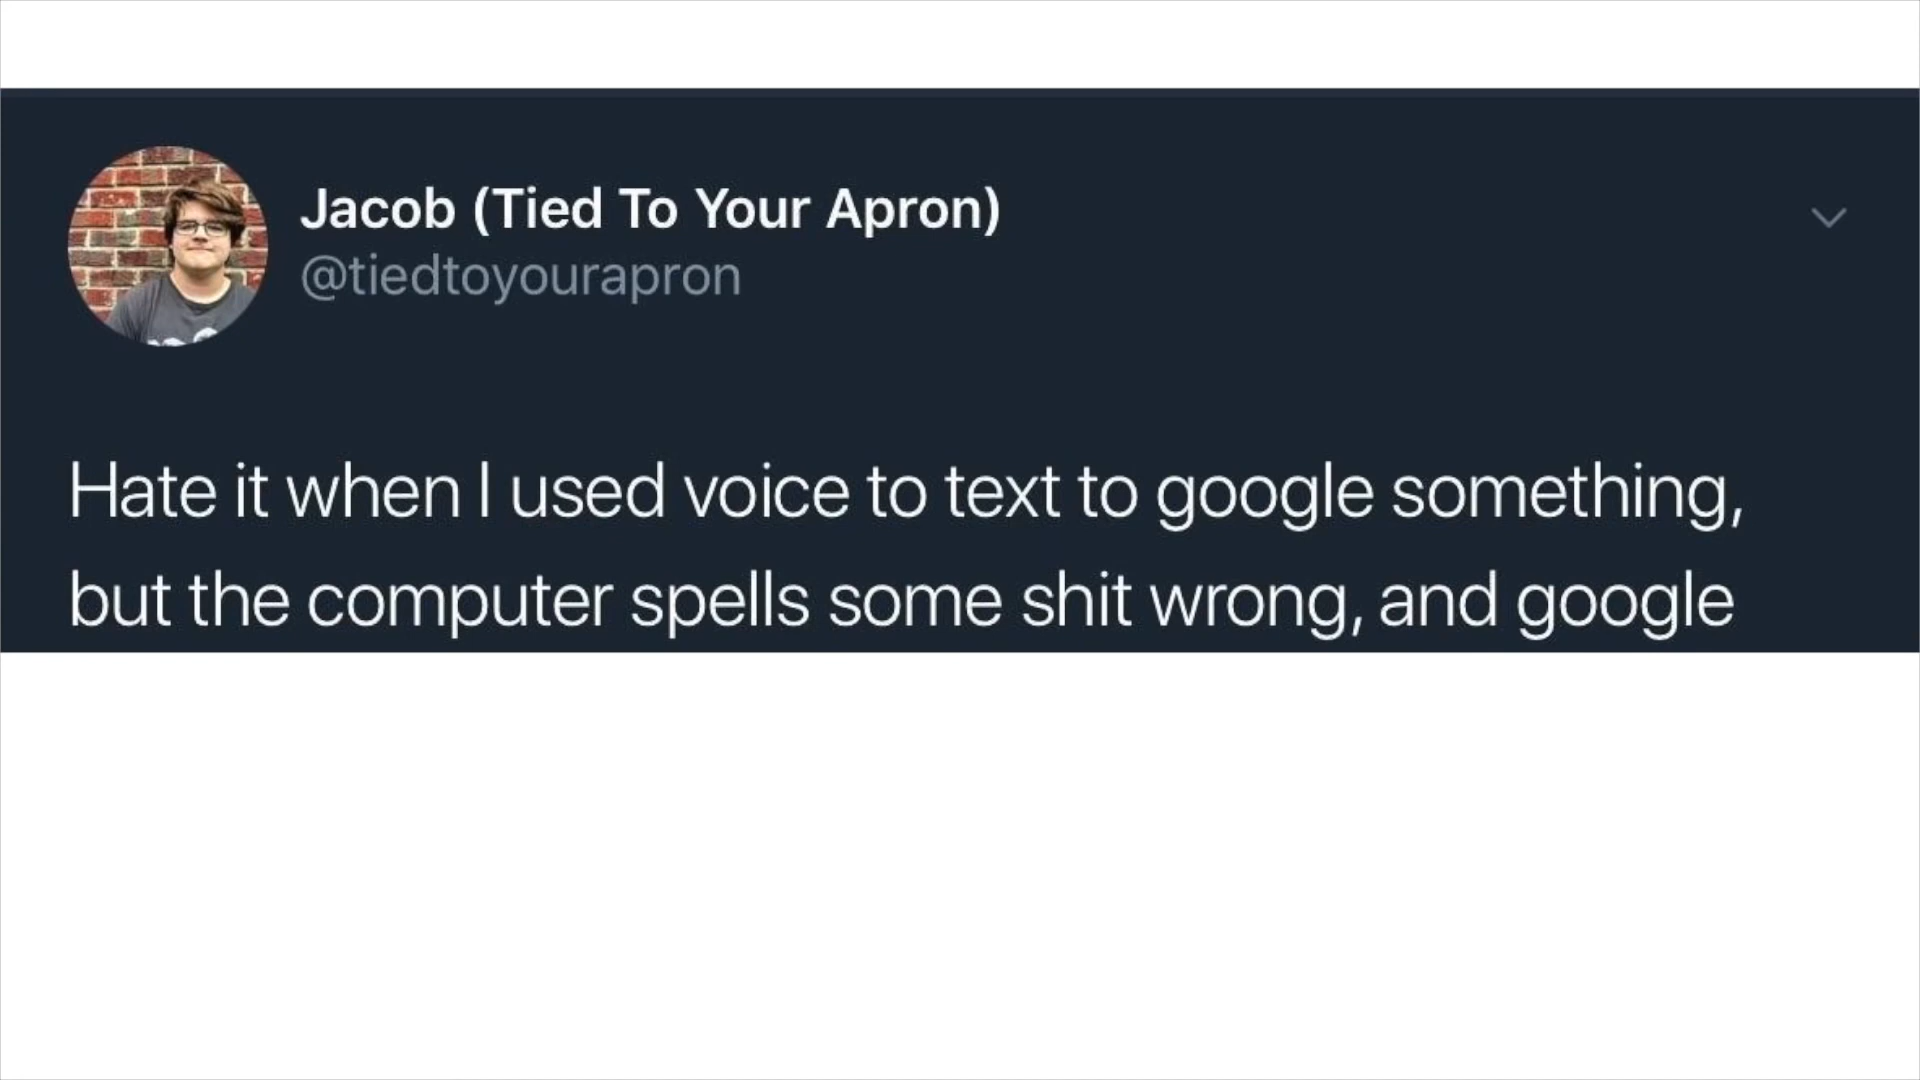 Jacob (Tied To Your Apron)
@tiedtoyourapron
Hate it when I used voice to text to google something,
but the computer spells some shit wrong, and google